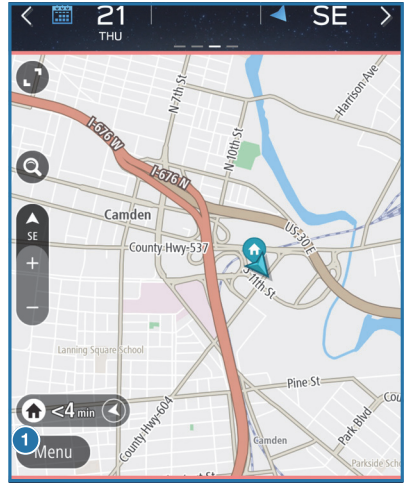 21
THU
SE
N-7th-St
Harrison-Ave
I-676 W
N-10th-St
I-676 N
Camden
US-30 E
SE
County Hwy-537
S-11th-St
+
−
Lanning Square School
Pine-St
<4 min
County Hwy-604
Park Blvd
Cou
1
Menu
Camden
Parkside Sch